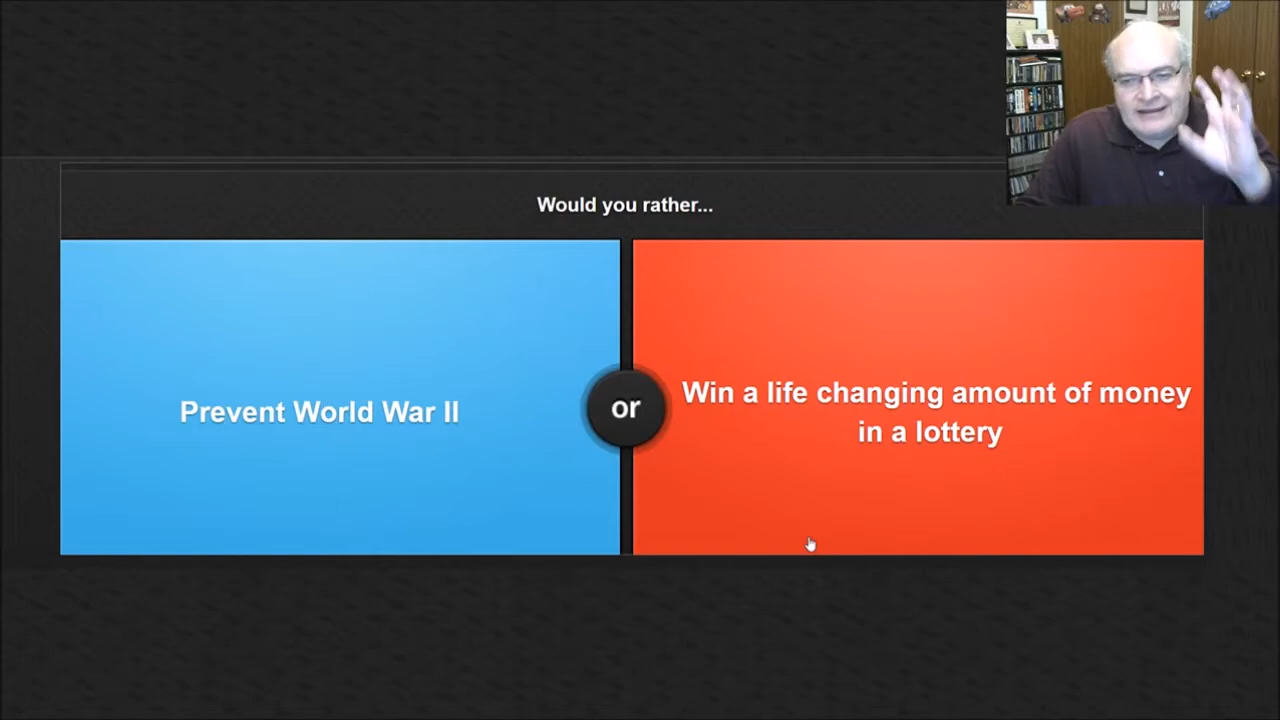 Would you rather...
Prevent World War II
or
Win a life changing amount of money
in a lottery